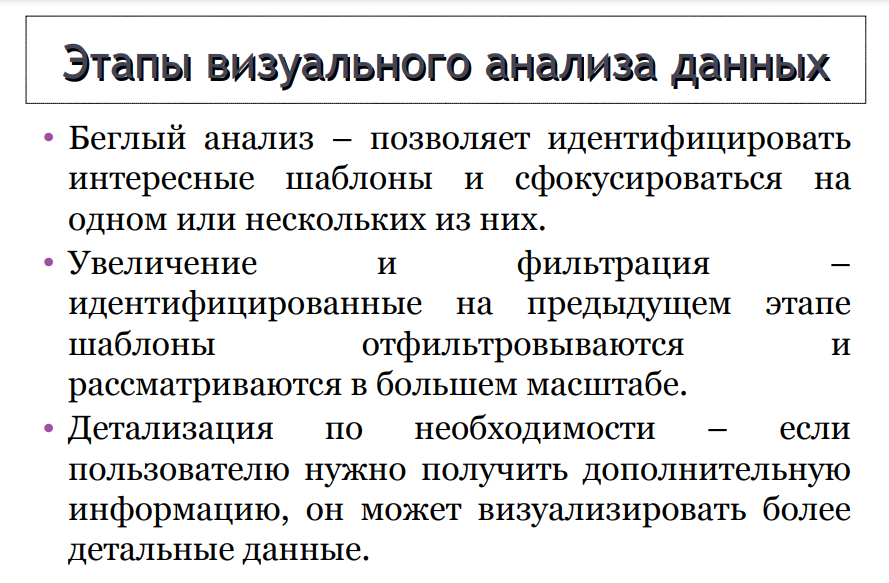 Этапы визуального анализа данных
• Беглый анализ – позволяет идентифицировать
интересные шаблоны и сфокусироваться на
одном или нескольких из них.
• Увеличение и фильтрация –
идентифицированные на предыдущем этапе
шаблоны отфильтровываются и
рассматриваются в большем масштабе.
• Детализация по необходимости – если
пользователю нужно получить дополнительную
информацию, он может визуализировать более
детальные данные.